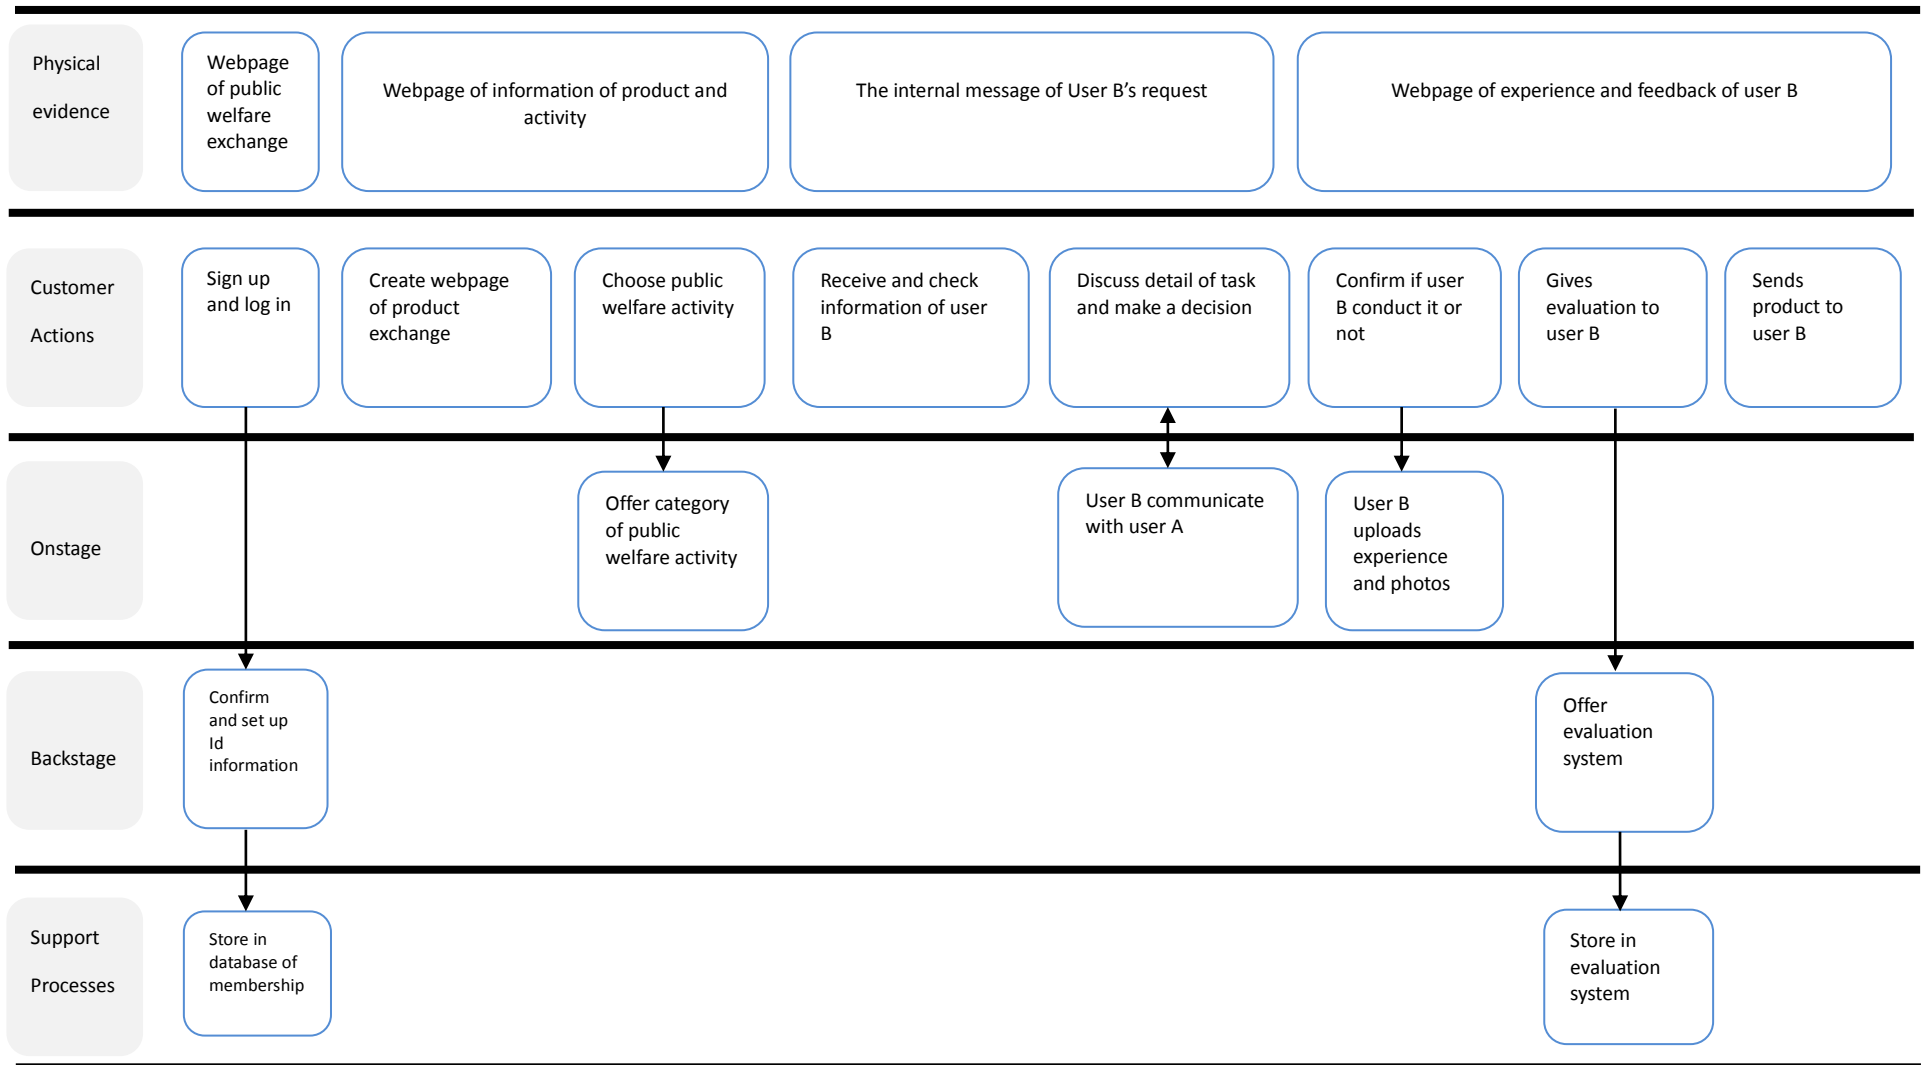 Physical
evidence
Webpage
of public
welfare
exchange
Webpage of information of product and
activity
The internal message of User B’s request
Webpage of experience and feedback of user B
Customer
Actions
Sign up
and log in
Create webpage
of product
exchange
Choose public
welfare activity
Receive and check
information of user
B
Discuss detail of task
and make a decision
Confirm if user
B conduct it or
not
Gives
evaluation to
user B
Sends
product to
user B
Onstage
Offer category
of public
welfare activity
User B communicate
with user A
User B
uploads
experience
and photos
Backstage
Confirm
and set up
Id
information
Offer
evaluation
system
Support
Processes
Store in
database of
membership
Store in
evaluation
system